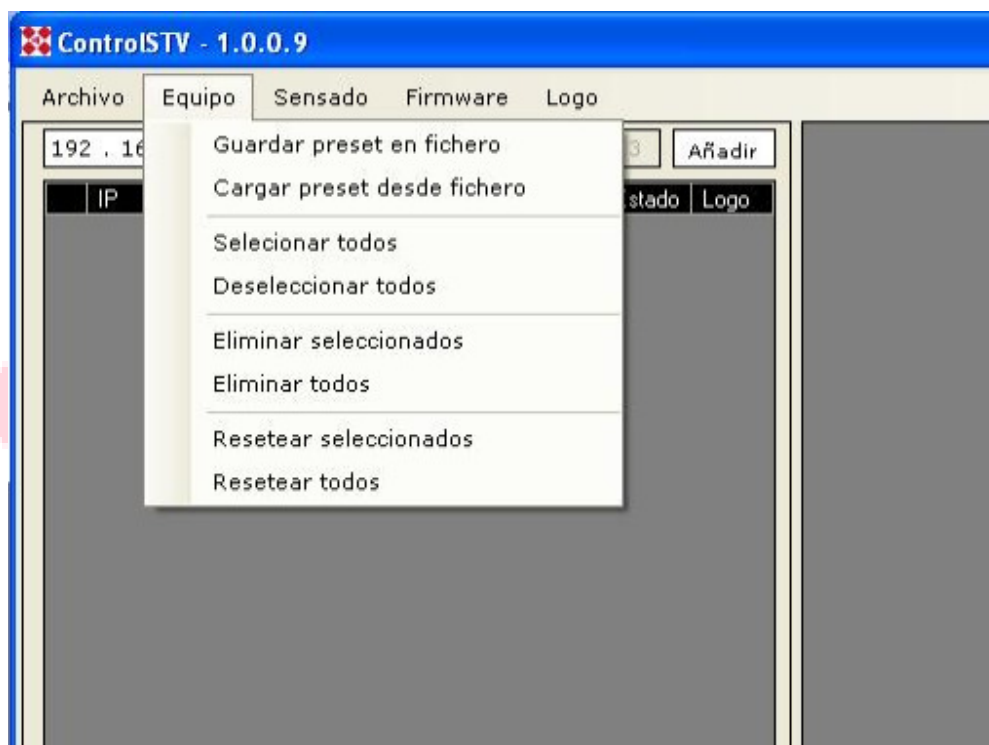 ControlSTV - 1.0.0.9
Archivo Equipo Sensado Firmware Logo
192 . 16 3 Añadir
IP stado Logo
Guardar preset en fichero
Cargar preset desde fichero
Selecionar todos
Deseleccionar todos
Eliminar seleccionados
Eliminar todos
Resetear seleccionados
Resetear todos